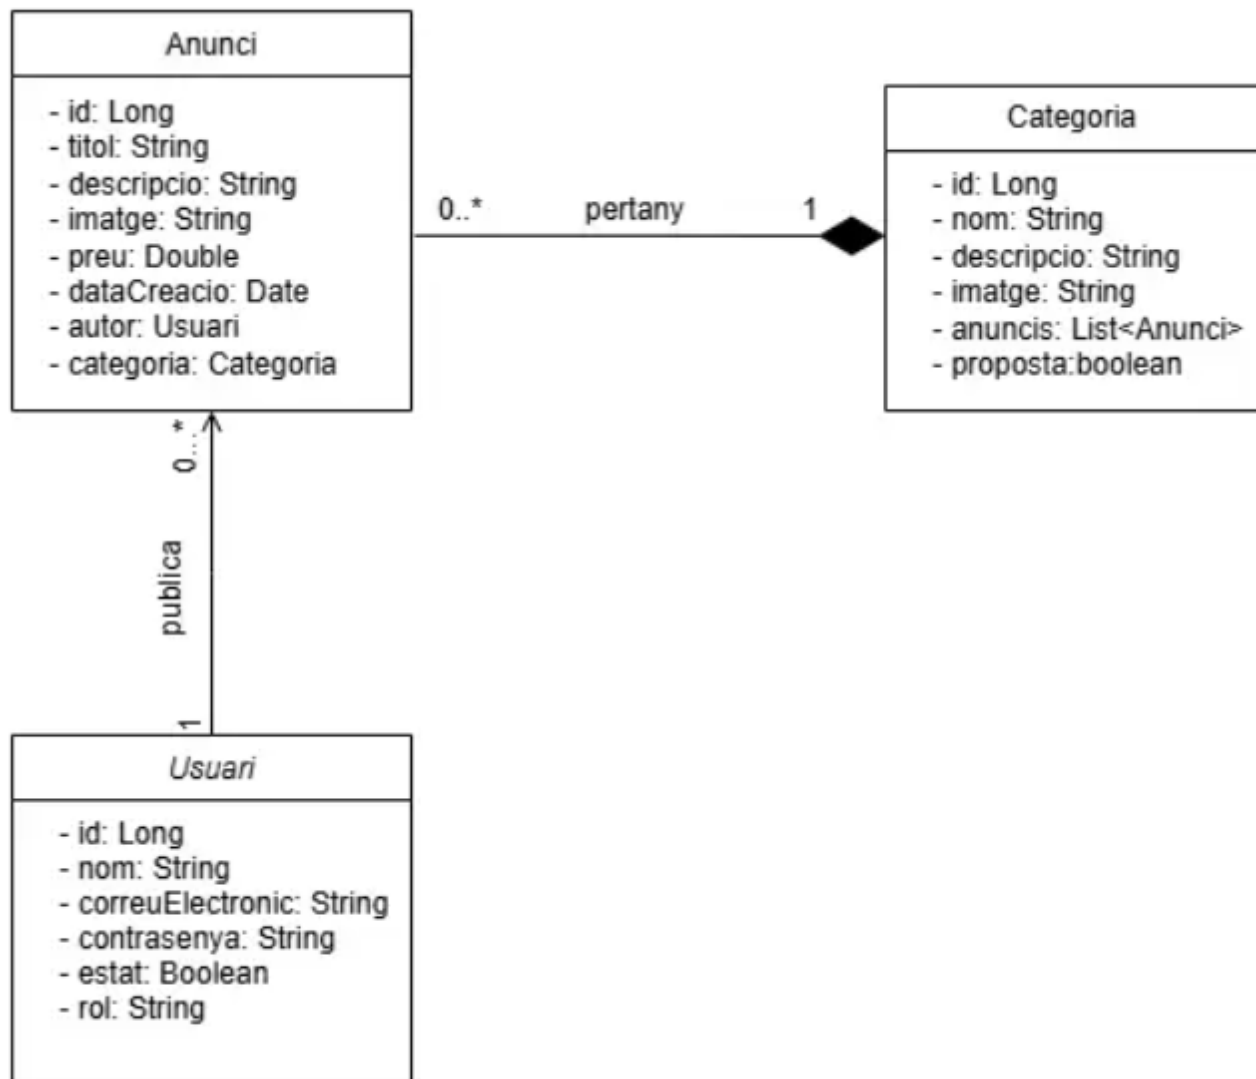 Anunci
- id: Long
- titol: String
- descripcio: String
- imatge: String
- preu: Double
- dataCreacio: Date
- autor: Usuari
- categoria: Categoria
0..* pertany 1
Categoria
- id: Long
- nom: String
- descripcio: String
- imatge: String
- anuncis: List<Anunci>
- proposta:boolean
0...*
publica
1
Usuari
- id: Long
- nom: String
- correuElectronic: String
- contrasenya: String
- estat: Boolean
- rol: String